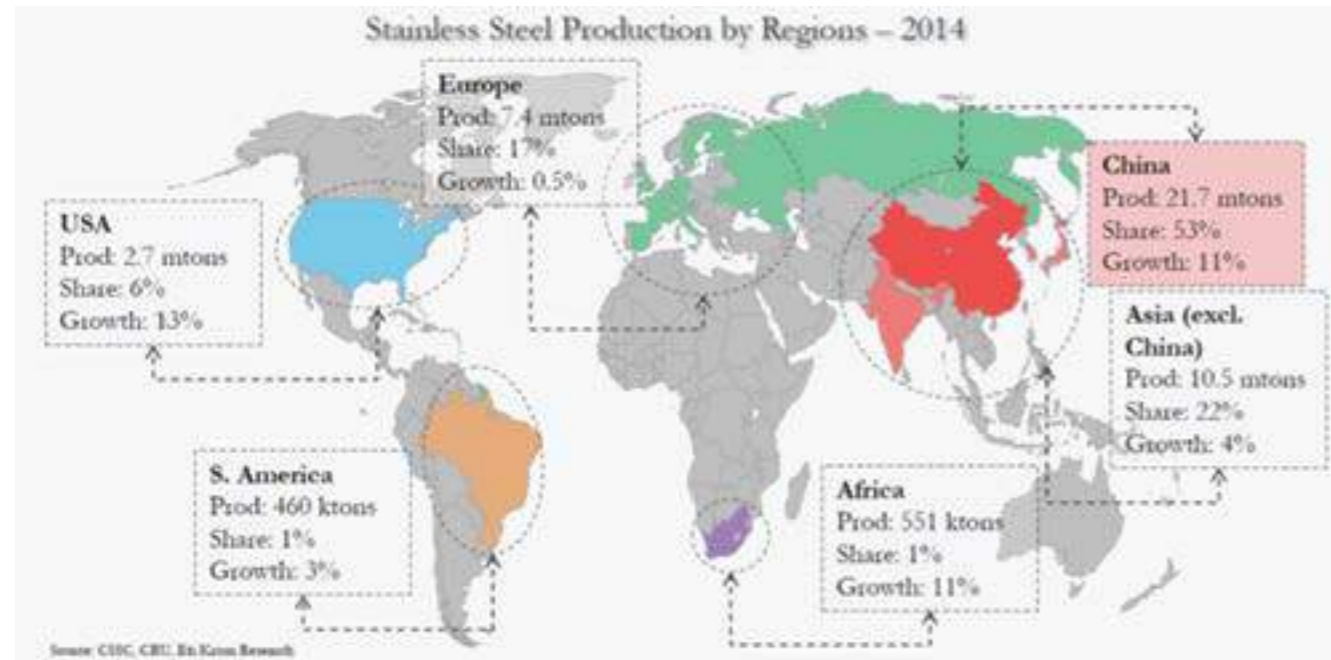 Stainless Steel Production by Regions – 2014
Europe
Prod: 7.4 mtons
Share: 17%
Growth: 0.5%
China
Prod: 21.7 mtons
Share: 53%
Growth: 11%
USA
Prod: 2.7 mtons
Share: 6%
Growth: 13%
Asia (excl.
China)
Prod: 10.5 mtons
Share: 22%
Growth: 4%
S. America
Prod: 460 ktons
Share: 1%
Growth: 3%
Africa
Prod: 551 ktons
Share: 1%
Growth: 11%
Source: CRU, Research